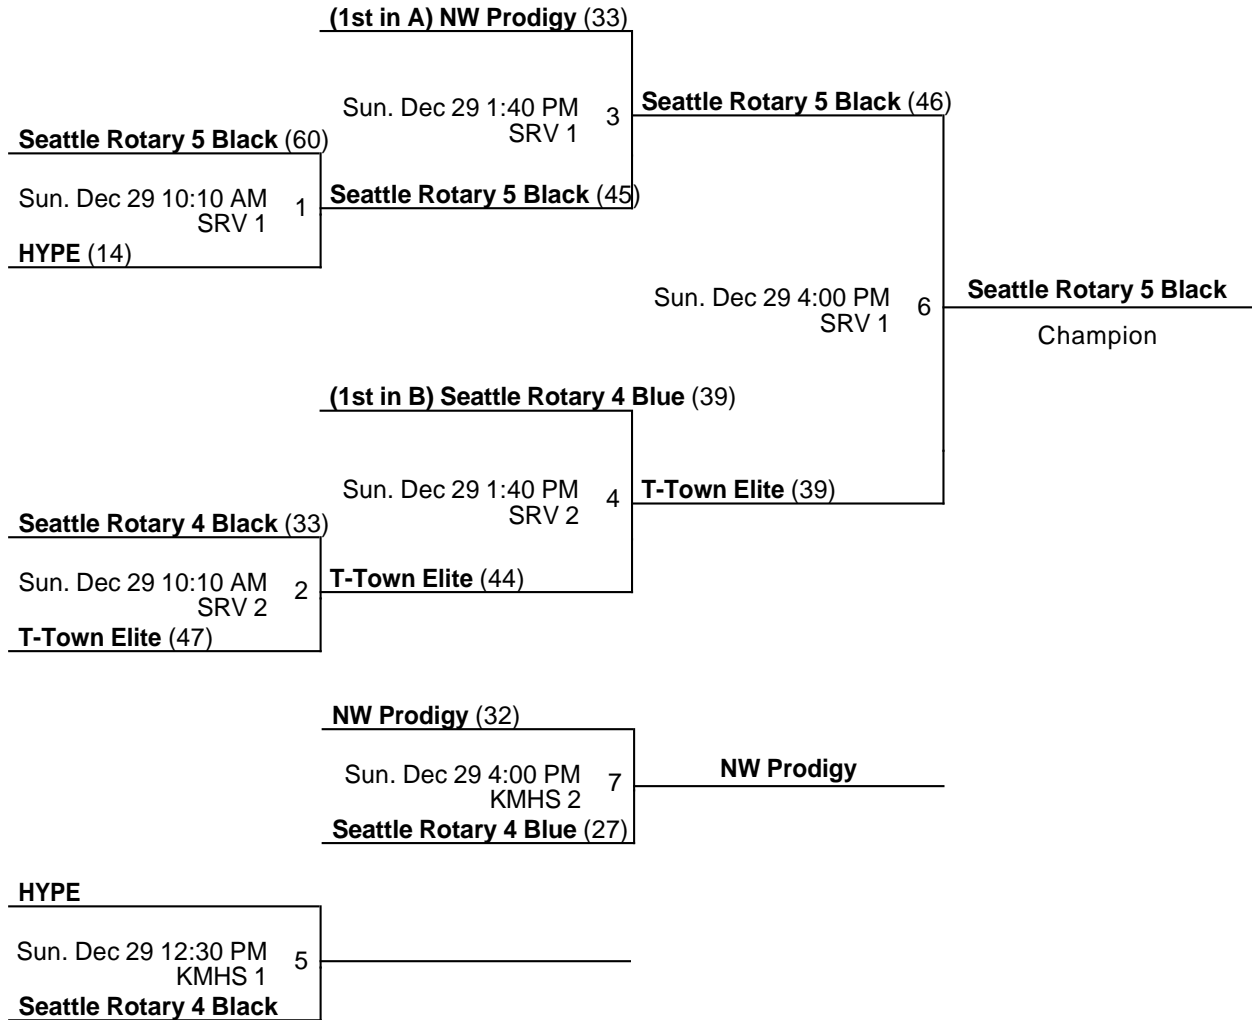 (1st in A) NW Prodigy (33)
Sun. Dec 29 1:40 PM
SRV 1
3
Seattle Rotary 5 Black (46)
Seattle Rotary 5 Black (60)
Sun. Dec 29 10:10 AM
SRV 1
1
Seattle Rotary 5 Black (45)
HYPE (14)
Sun. Dec 29 4:00 PM
SRV 1
6
Seattle Rotary 5 Black
Champion
(1st in B) Seattle Rotary 4 Blue (39)
Sun. Dec 29 1:40 PM
SRV 2
4
T-Town Elite (39)
Seattle Rotary 4 Black (33)
Sun. Dec 29 10:10 AM
SRV 2
2
T-Town Elite (44)
T-Town Elite (47)
NW Prodigy (32)
Sun. Dec 29 4:00 PM
KMHS 2
7
NW Prodigy
Seattle Rotary 4 Blue (27)
HYPE
Sun. Dec 29 12:30 PM
KMHS 1
5
Seattle Rotary 4 Black